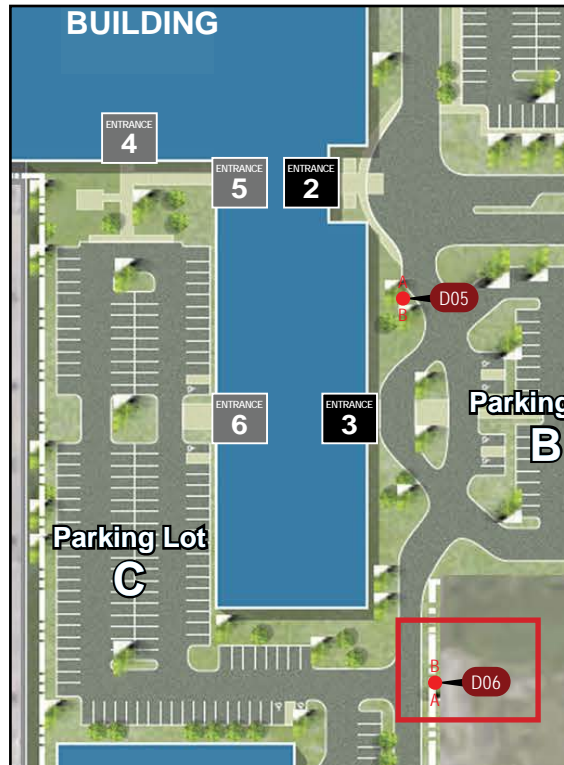 BUILDING
ENTRANCE
4
ENTRANCE
5
ENTRANCE
2
A
D05
B
ENTRANCE
6
ENTRANCE
3
Parking
B
Parking Lot
C
B
D06
A